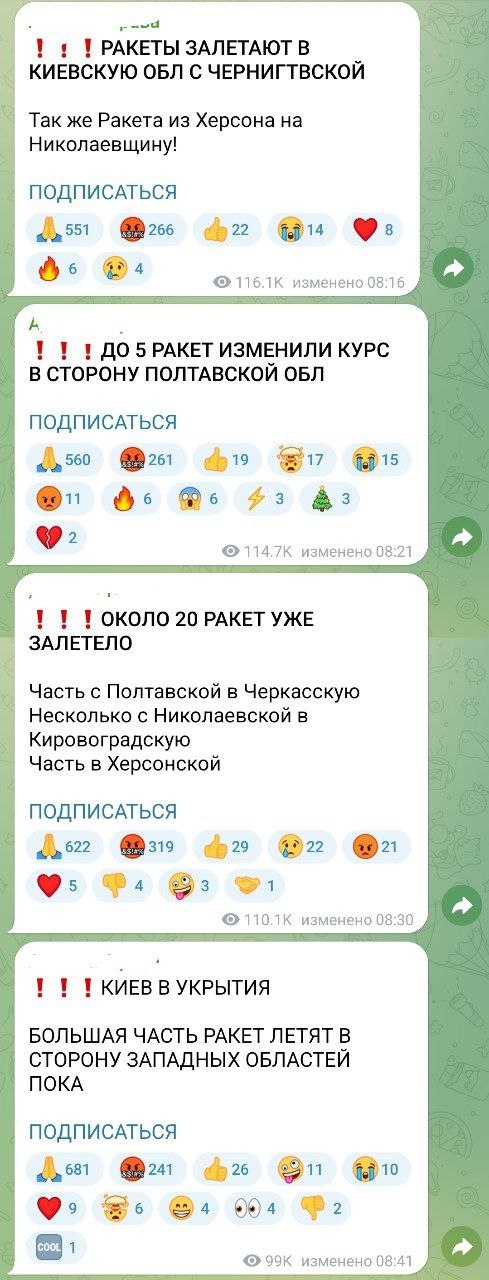 ❗❗❗РАКЕТЫ ЗАЛЕТАЮТ В
КИЕВСКУЮ ОБЛ С ЧЕРНИГТВСКОЙ
Так же Ракета из Херсона на
Николаевщину!
ПОДПИСАТЬСЯ
551 266 22 14 8
6 4
116.1K изменено 08:16
❗❗❗ДО 5 РАКЕТ ИЗМЕНИЛИ КУРС
В СТОРОНУ ПОЛТАВСКОЙ ОБЛ
ПОДПИСАТЬСЯ
560 261 19 17 15
11 6 6 3 3
2
114.7K изменено 08:21
❗❗❗ОКОЛО 20 РАКЕТ УЖЕ
ЗАЛЕТЕЛО
Часть с Полтавской в Черкасскую
Несколько с Николаевской в
Кировоградскую
Часть в Херсонской
ПОДПИСАТЬСЯ
622 319 29 22 21
5 4 3 1
110.1K изменено 08:30
❗❗❗КИЕВ В УКРЫТИЯ
БОЛЬШАЯ ЧАСТЬ РАКЕТ ЛЕТЯТ В
СТОРОНУ ЗАПАДНЫХ ОБЛАСТЕЙ
ПОКА
ПОДПИСАТЬСЯ
681 241 26 11 10
9 6 4 4 2
COOL 1
99K изменено 08:41